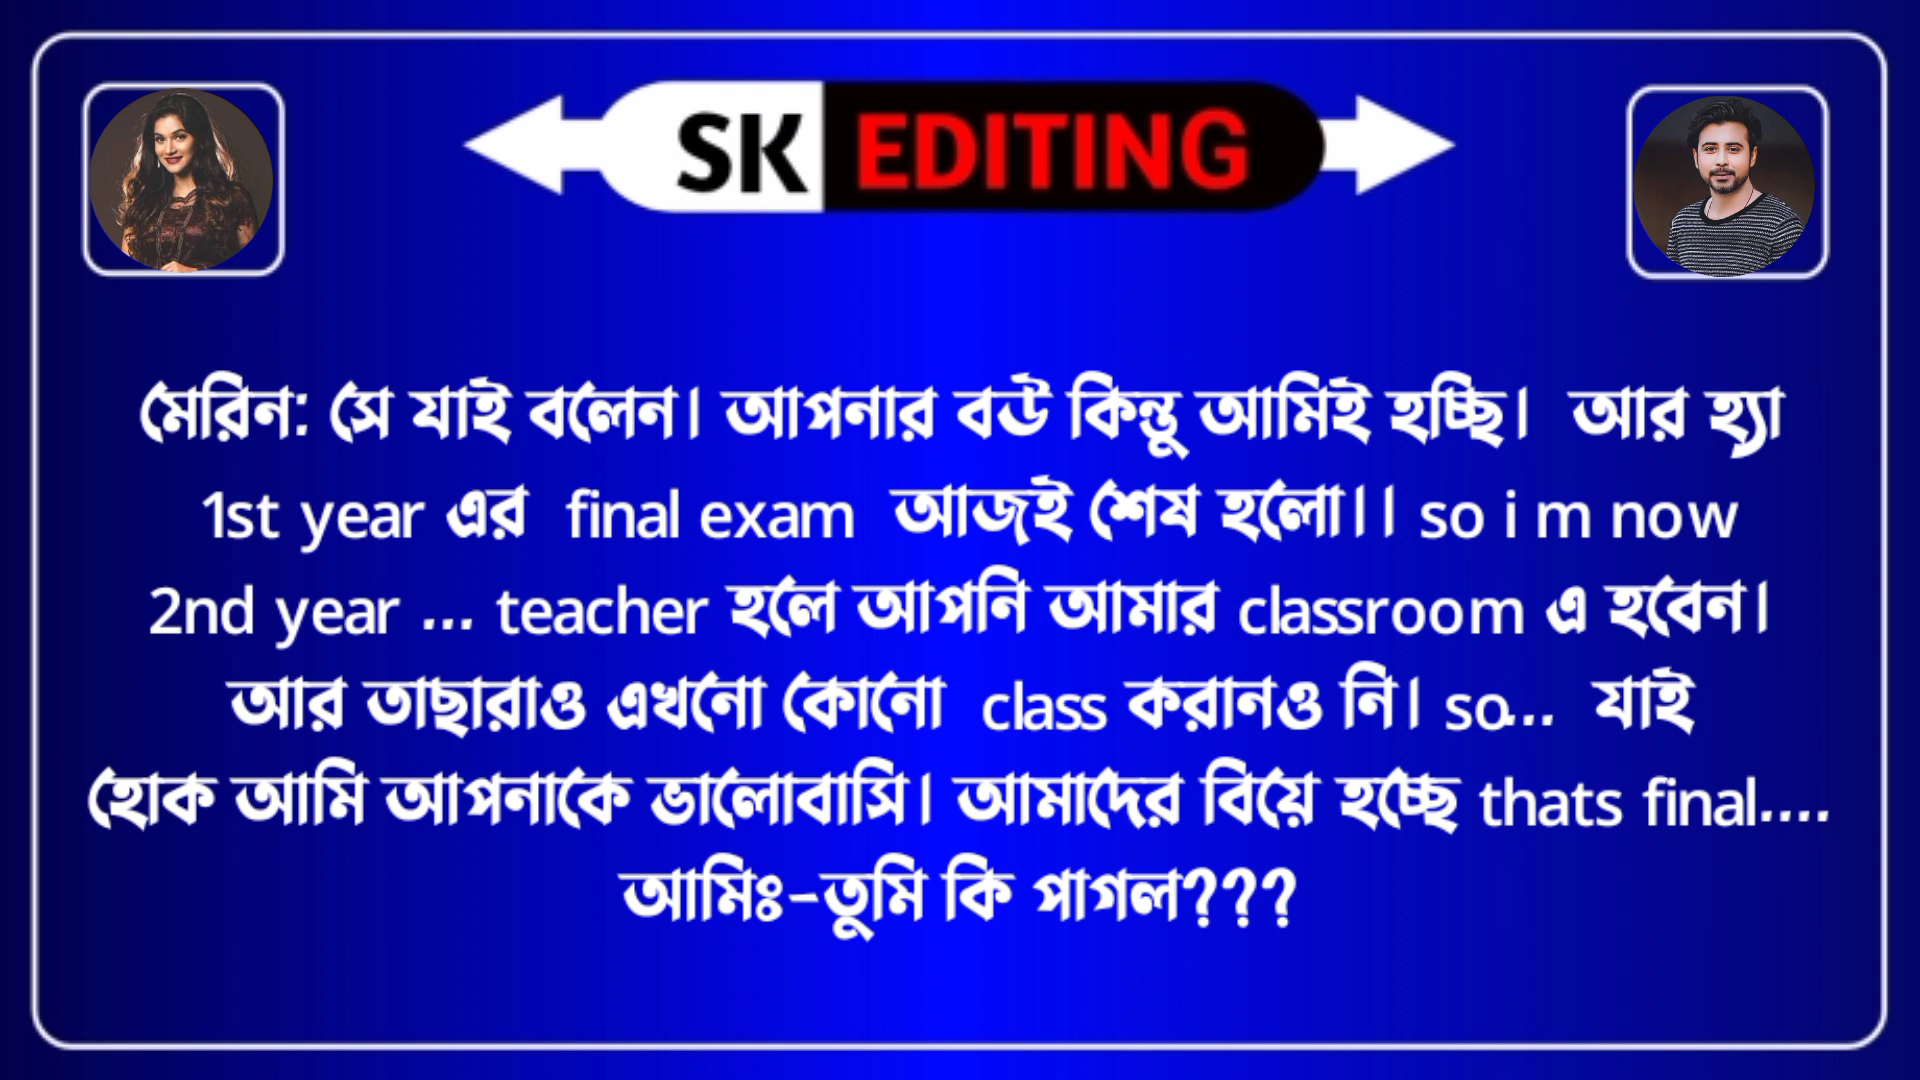 SK EDITING
মেরিন: সে যাই বলেন। আপনার বউ কিন্তু আমিই হচ্ছি। আর হ্যা
1st year এর final exam আজই শেষ হলো।। so i m now
2nd year ... teacher হলে আপনি আমার classroom এ হবেন।
আর তাছারাও এখনো কোনো class করানও নি। so... যাই
হোক আমি আপনাকে ভালোবাসি। আমাদের বিয়ে হচ্ছে thats final....
আমিঃ-তুমি কি পাগল???